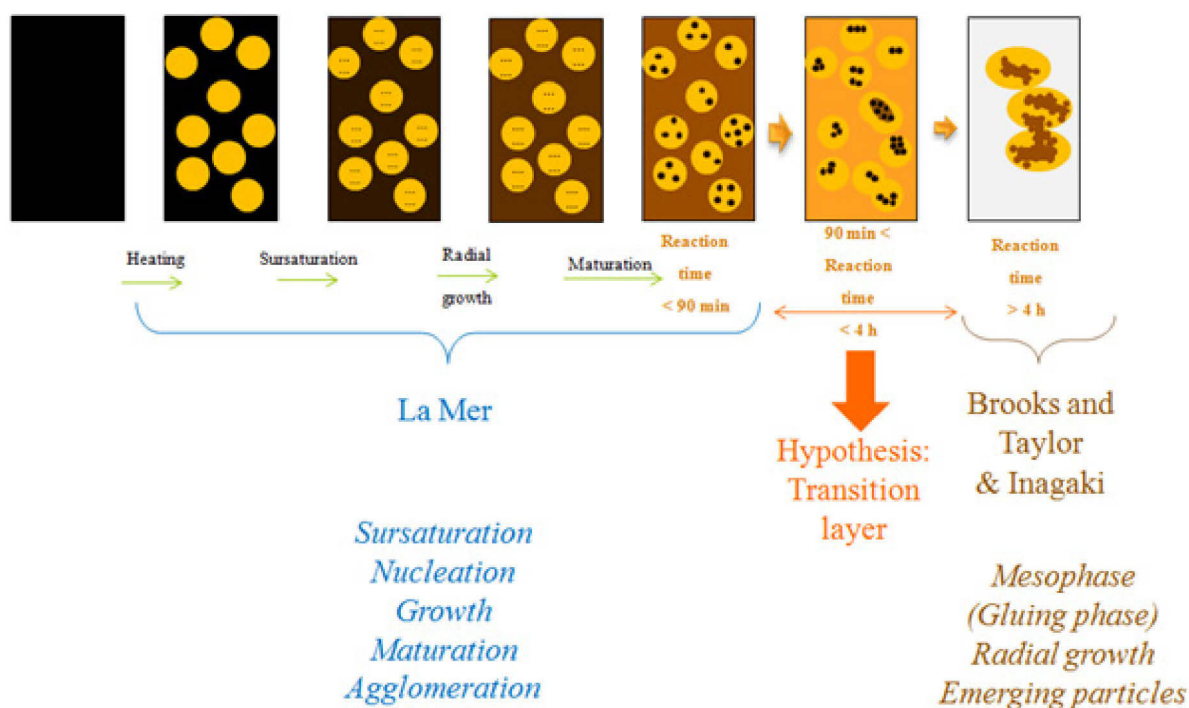 Heating
Sursaturation
Radial
growth
Maturation
Reaction
time
< 90 min
90 min <
Reaction
time
< 4 h
Reaction
time
> 4 h
La Mer
Hypothesis:
Transition
layer
Brooks and
Taylor
& Inagaki
Sursaturation
Nucleation
Growth
Maturation
Agglomeration
Mesophase
(Gluing phase)
Radial growth
Emerging particles